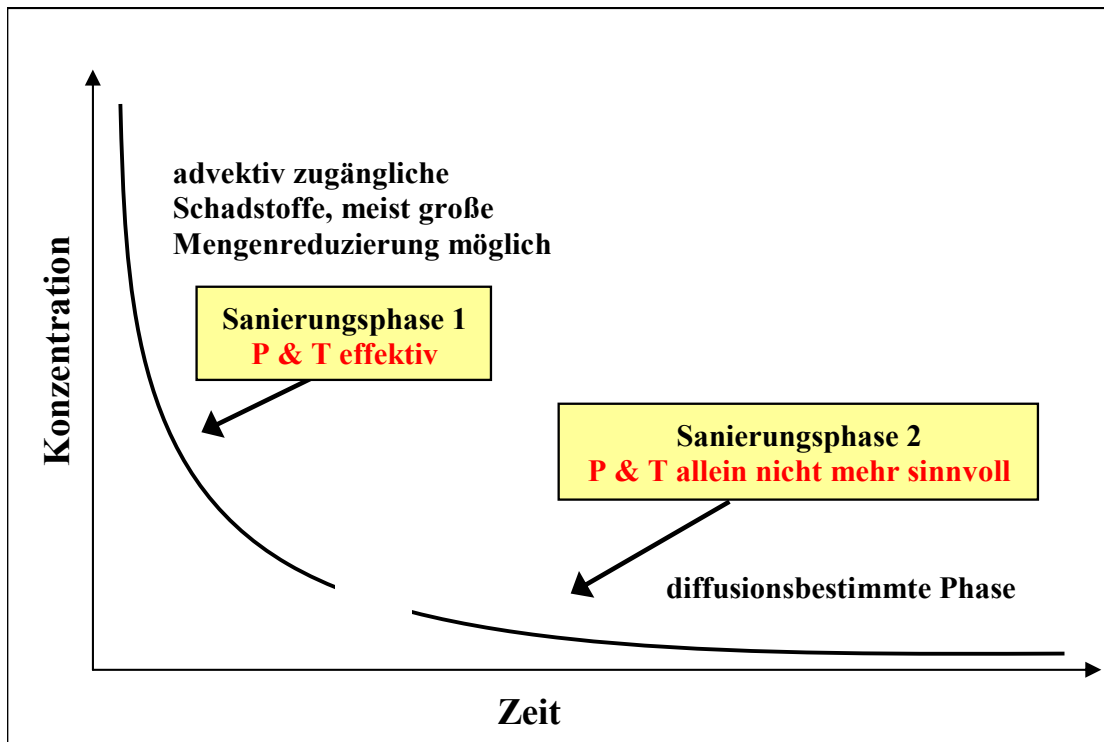 advektiv zugängliche
Schadstoffe, meist große
Mengenreduzierung möglich
Sanierungsphase 1
P & T effektiv
Konzentration
Sanierungsphase 2
P & T allein nicht mehr sinnvoll
diffusionsbestimmte Phase
Zeit